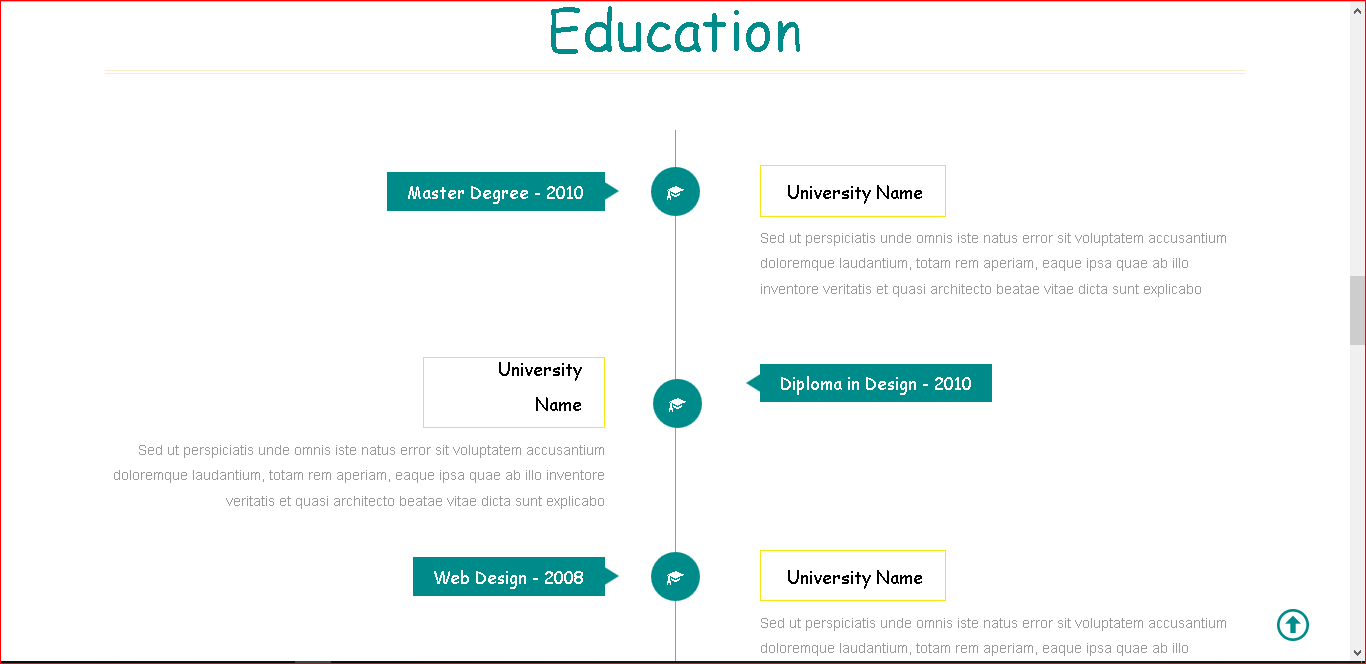 Education
Master Degree - 2010
University Name
Sed ut perspiciatis unde omnis iste natus error sit voluptatem accusantium
doloremque laudantium, totam rem aperiam, eaque ipsa quae ab illo
inventore veritatis et quasi architecto beatae vitae dicta sunt explicabo
University
Name
Sed ut perspiciatis unde omnis iste natus error sit voluptatem accusantium
doloremque laudantium, totam rem aperiam, eaque ipsa quae ab illo inventore
veritatis et quasi architecto beatae vitae dicta sunt explicabo
Diploma in Design - 2010
Web Design - 2008
University Name
Sed ut perspiciatis unde omnis iste natus error sit voluptatem accusantium
doloremque laudantium, totam rem aperiam, eaque ipsa quae ab illo